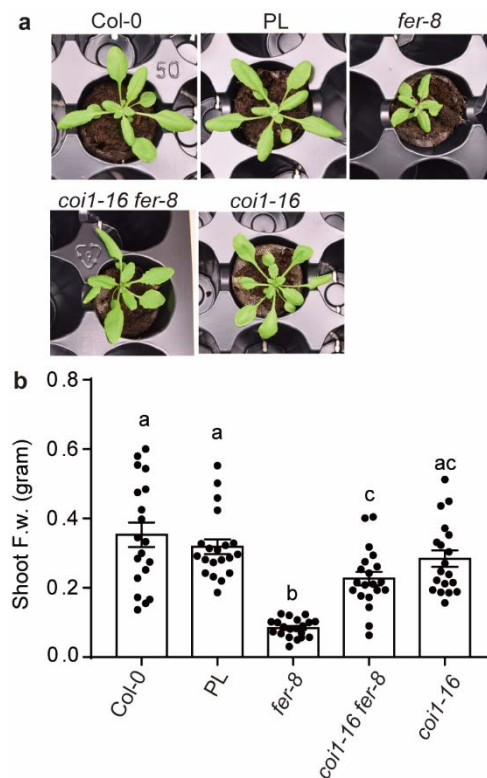 a
Col-0 PL fer-8
50
coi1-16 fer-8 coi1-16
b
Shoot F.w. (gram)
0.8
0.6
0.4
0.2
0.0
a a b c ac
Col-0 PL fer-8 coi1-16 fer-8 coi1-16